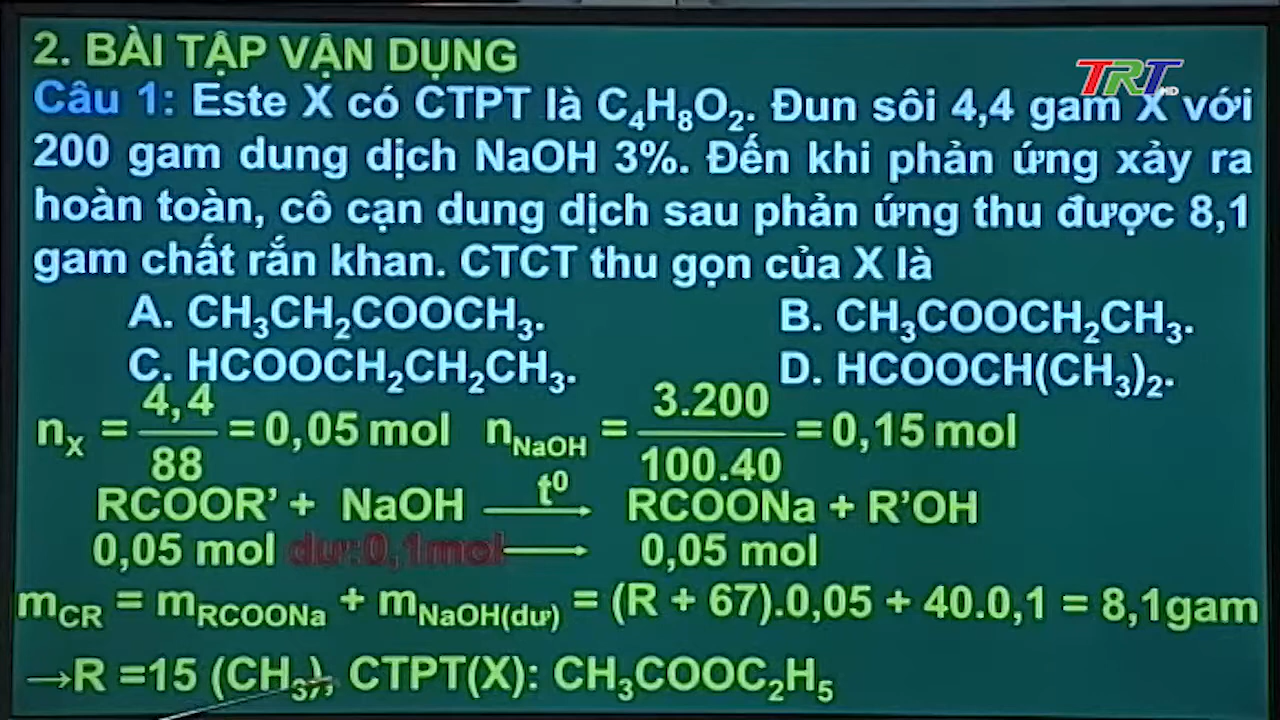 2. BÀI TẬP VẬN DỤNG
TRT HD
Câu 1: Este X có CTPT là C₄H₈O₂. Đun sôi 4,4 gam X với
200 gam dung dịch NaOH 3%. Đến khi phản ứng xảy ra
hoàn toàn, cô cạn dung dịch sau phản ứng thu được 8,1
gam chất rắn khan. CTCT thu gọn của X là
A. CH₃CH₂COOCH₃. B. CH₃COOCH₂CH₃.
C. HCOOCH₂CH₂CH₃. D. HCOOCH(CH₃)₂.
nX = 4,4/88 = 0,05 mol nNaOH = 3.200/100.40 = 0,15 mol
RCOOR’ + NaOH t⁰→ RCOONa + R’OH
0,05 mol dư:0,1mol → 0,05 mol
mCR = mRCOONa + mNaOH(dư) = (R + 67).0,05 + 40.0,1 = 8,1gam
→R =15 (CH₃), CTPT(X): CH₃COOC₂H₅